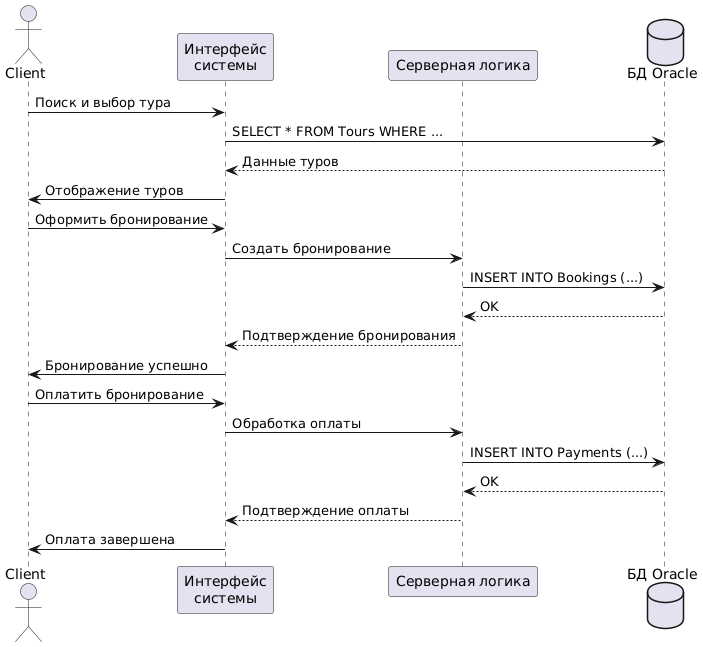 Client
Интерфейс
системы
Серверная логика
БД Oracle
Поиск и выбор тура
SELECT * FROM Tours WHERE ...
Данные туров
Отображение туров
Оформить бронирование
Создать бронирование
INSERT INTO Bookings (...)
OK
Подтверждение бронирования
Бронирование успешно
Оплатить бронирование
Обработка оплаты
INSERT INTO Payments (...)
OK
Подтверждение оплаты
Оплата завершена
Client
Интерфейс
системы
Серверная логика
БД Oracle